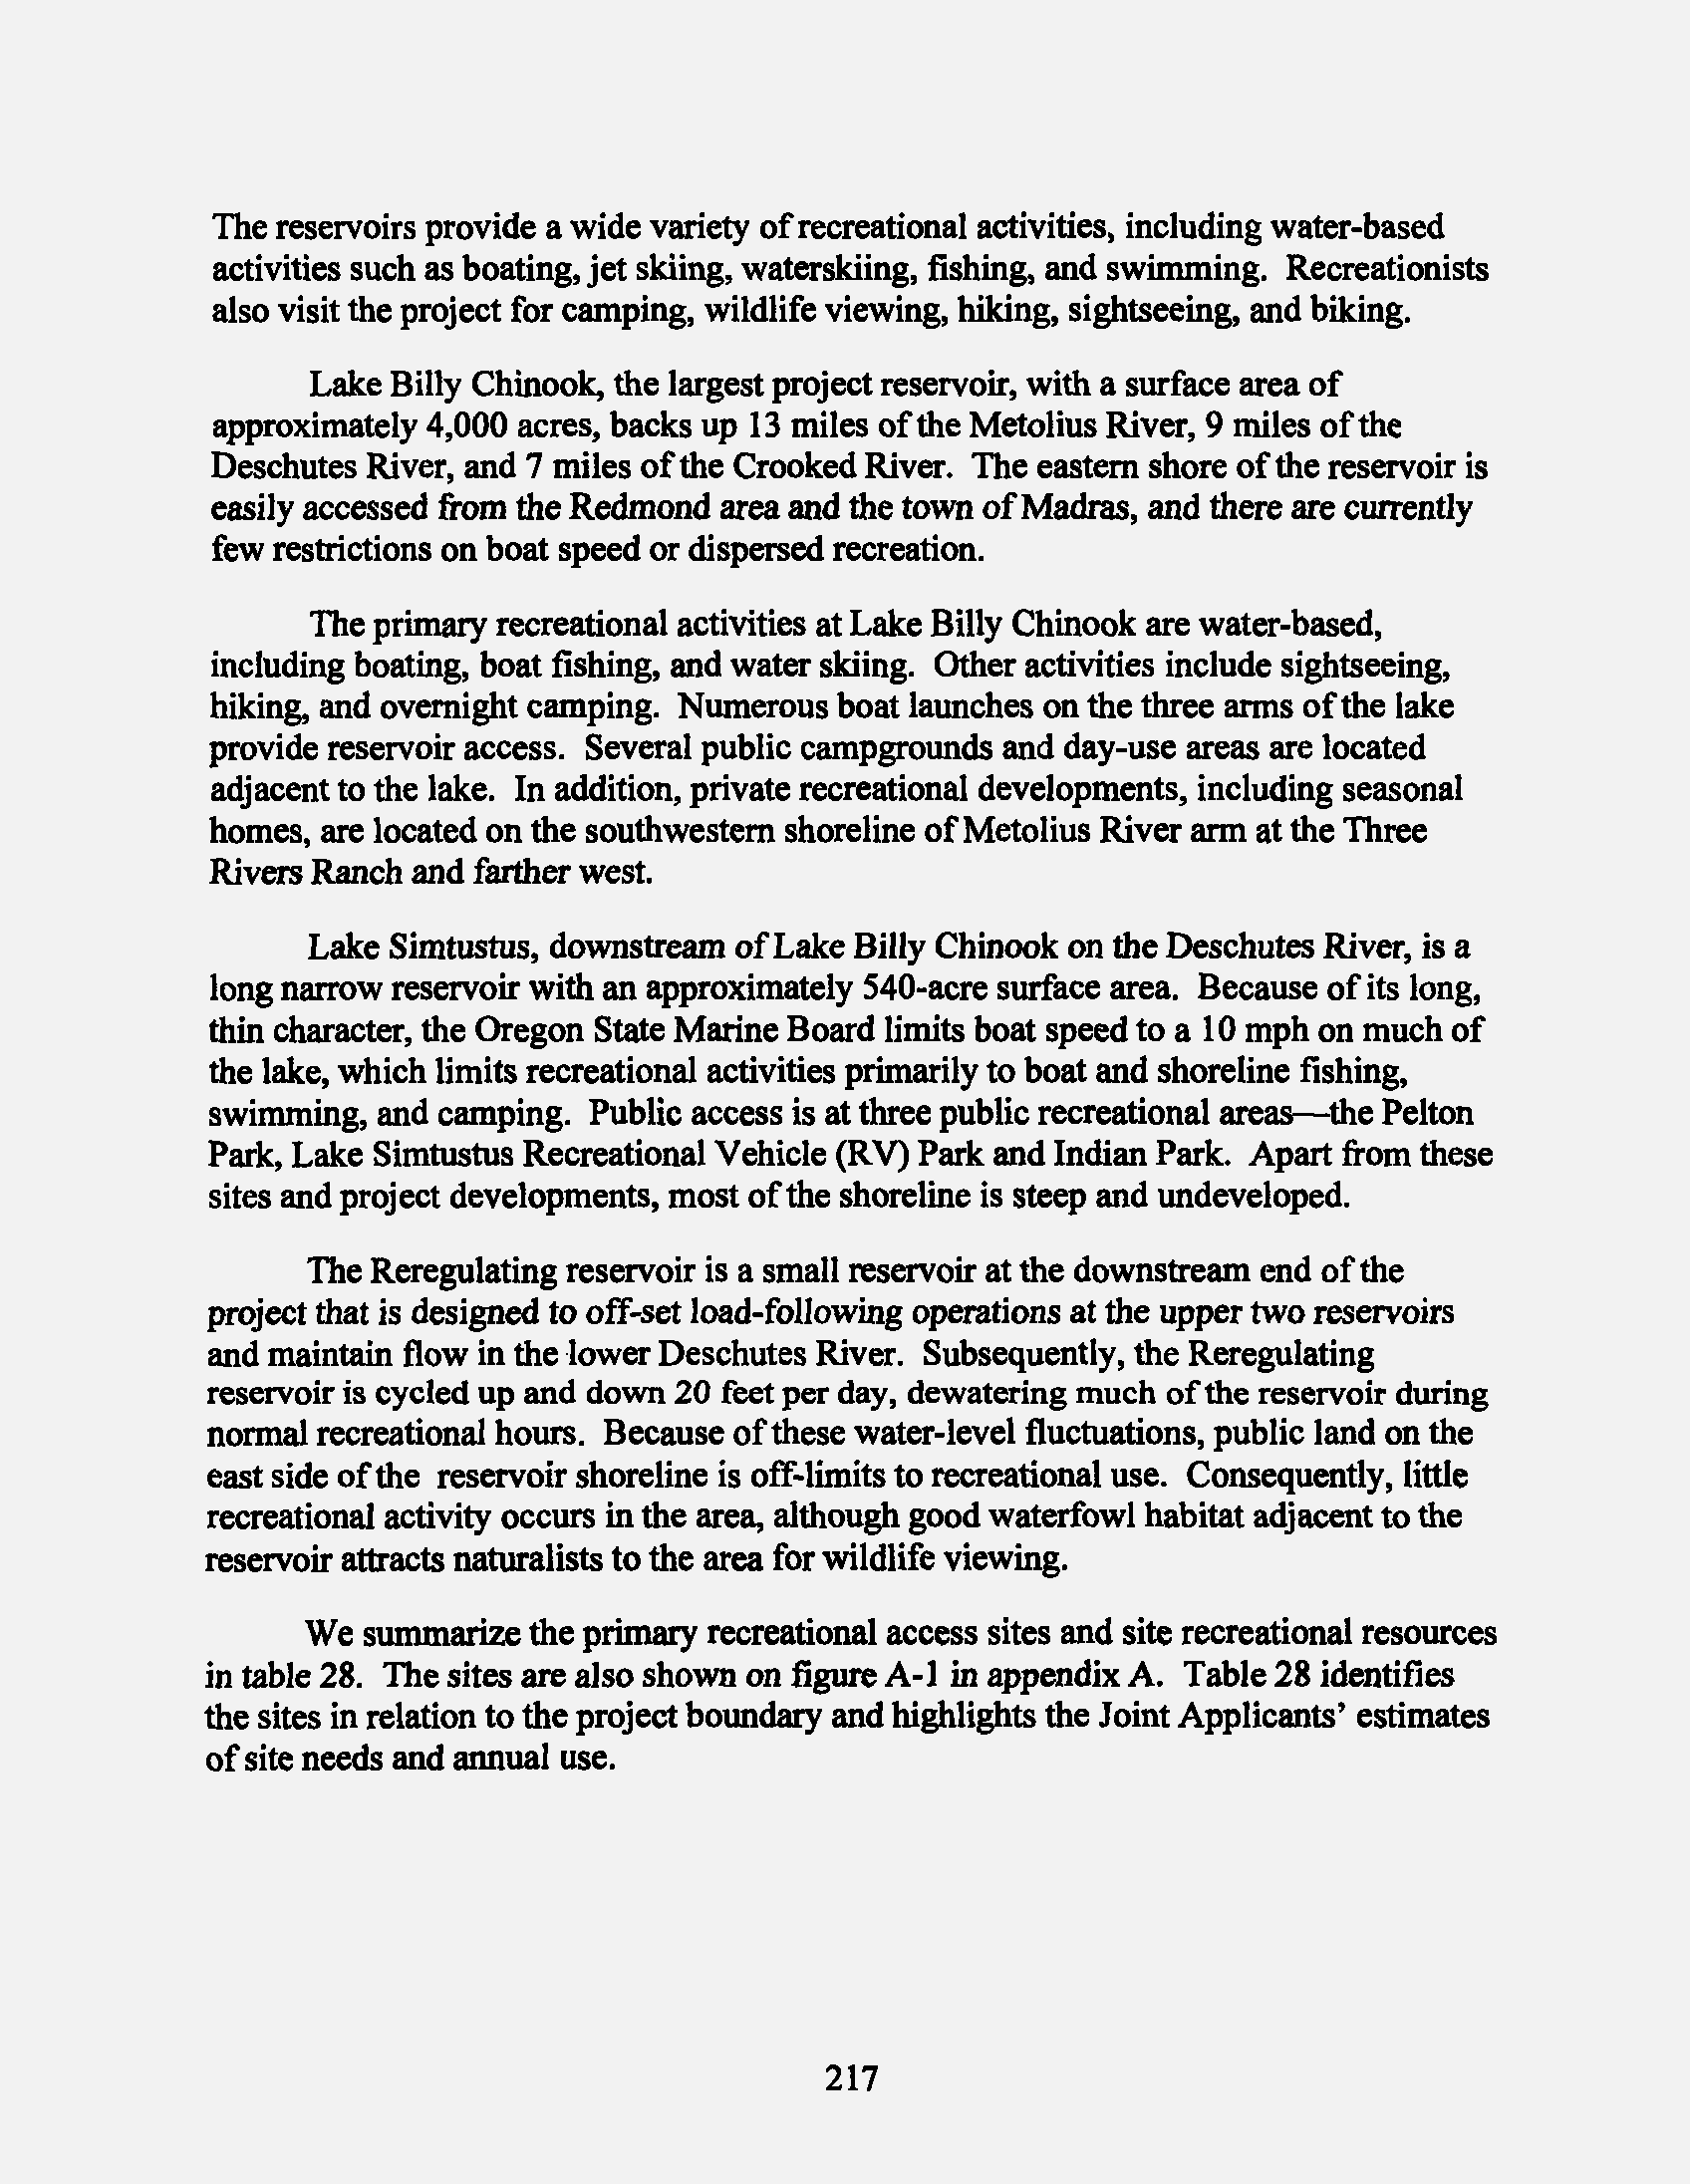 The reservoirs provide a wide variety of recreational activities, including water-based
activities such as boating, jet skiing, waterskiing, fishing, and swimming.  Recreationists
also visit the project for camping, wildlife viewing, hiking, sightseeing, and biking.
Lake Billy Chinook, the largest project reservoir, with a surface area of
approximately 4,000 acres, backs up 13 miles of the Metolius River, 9 miles of the
Deschutes River, and 7 miles of the Crooked River.  The eastern shore of the reservoir is
easily accessed from the Redmond area and the town of Madras, and there are currently
few restrictions on boat speed or dispersed recreation.
The primary recreational activities at Lake Billy Chinook are water-based,
including boating, boat fishing, and water skiing.  Other activities include sightseeing,
hiking, and overnight camping.  Numerous boat launches on the three arms of the lake
provide reservoir access.  Several public campgrounds and day-use areas are located
adjacent to the lake.  In addition, private recreational developments, including seasonal
homes, are located on the southwestern shoreline of Metolius River arm at the Three
Rivers Ranch and farther west.
Lake Simtustus, downstream of Lake Billy Chinook on the Deschutes River, is a
long narrow reservoir with an approximately 540-acre surface area.  Because of its long,
thin character, the Oregon State Marine Board limits boat speed to a 10 mph on much of
the lake, which limits recreational activities primarily to boat and shoreline fishing,
swimming, and camping.  Public access is at three public recreational areas—the Pelton
Park, Lake Simtustus Recreational Vehicle (RV) Park and Indian Park.  Apart from these
sites and project developments, most of the shoreline is steep and undeveloped.
The Reregulating reservoir is a small reservoir at the downstream end of the
project that is designed to off-set load-following operations at the upper two reservoirs
and maintain flow in the lower Deschutes River.  Subsequently, the Reregulating
reservoir is cycled up and down 20 feet per day, dewatering much of the reservoir during
normal recreational hours.  Because of these water-level fluctuations, public land on the
east side of the  reservoir shoreline is off-limits to recreational use.  Consequently, little
recreational activity occurs in the area, although good waterfowl habitat adjacent to the
reservoir attracts naturalists to the area for wildlife viewing.
We summarize the primary recreational access sites and site recreational resources
in table 28.  The sites are also shown on figure A-1 in appendix A.  Table 28 identifies
the sites in relation to the project boundary and highlights the Joint Applicants’ estimates
of site needs and annual use.
217